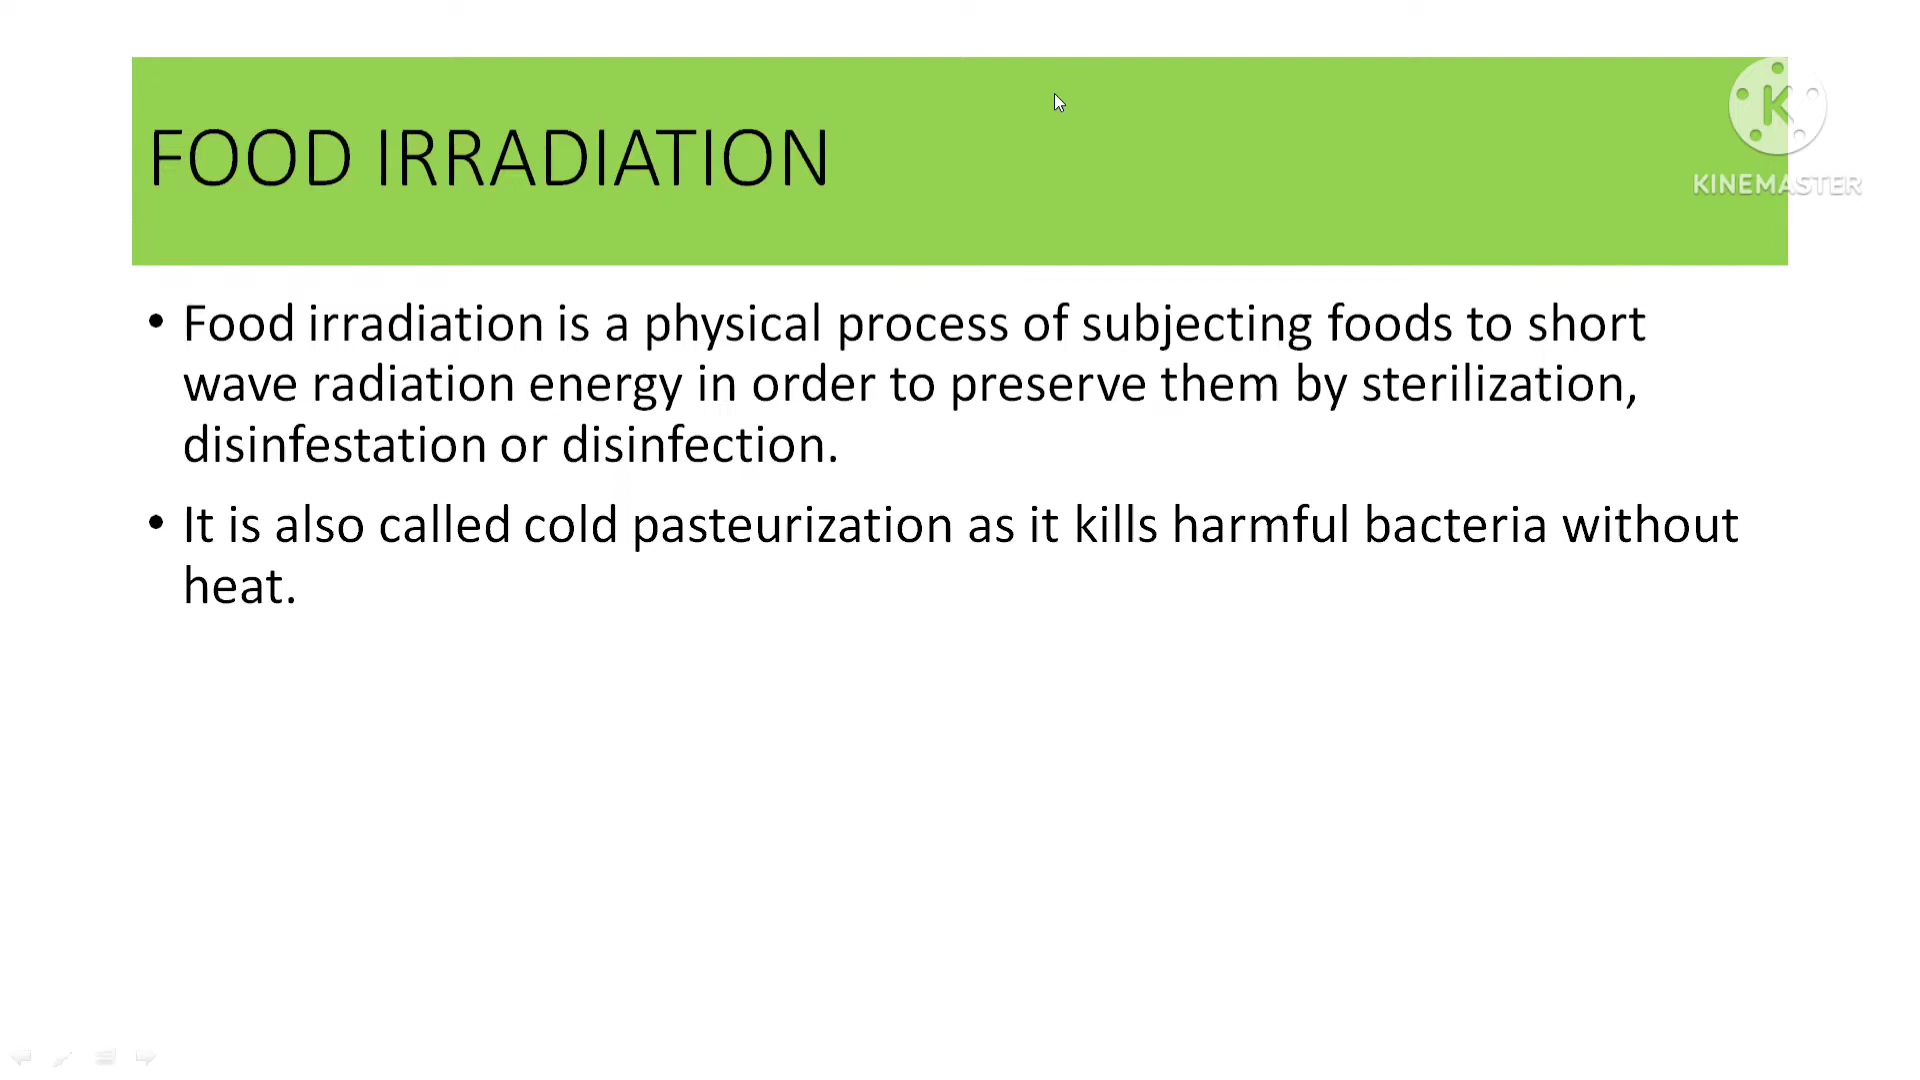 FOOD IRRADIATION
K
KINEMASTER
• Food irradiation is a physical process of subjecting foods to short
wave radiation energy in order to preserve them by sterilization,
disinfestation or disinfection.
• It is also called cold pasteurization as it kills harmful bacteria without
heat.